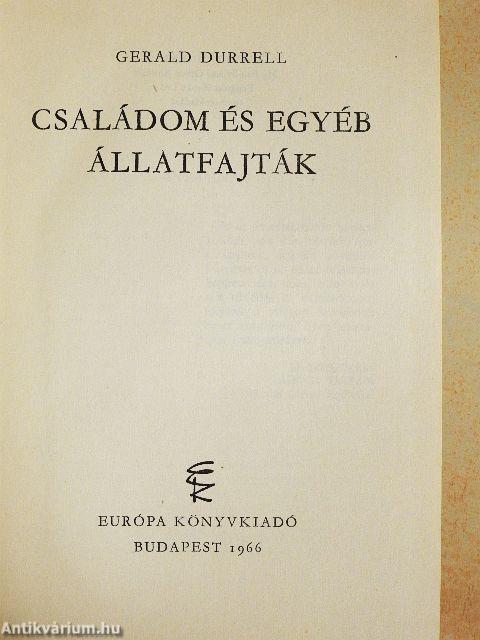 GERALD DURRELL
CSALÁDOM ÉS EGYÉB
ÁLLATFAJTÁK
EURÓPA KÖNYVKIADÓ
BUDAPEST 1966
Antikvárium.hu